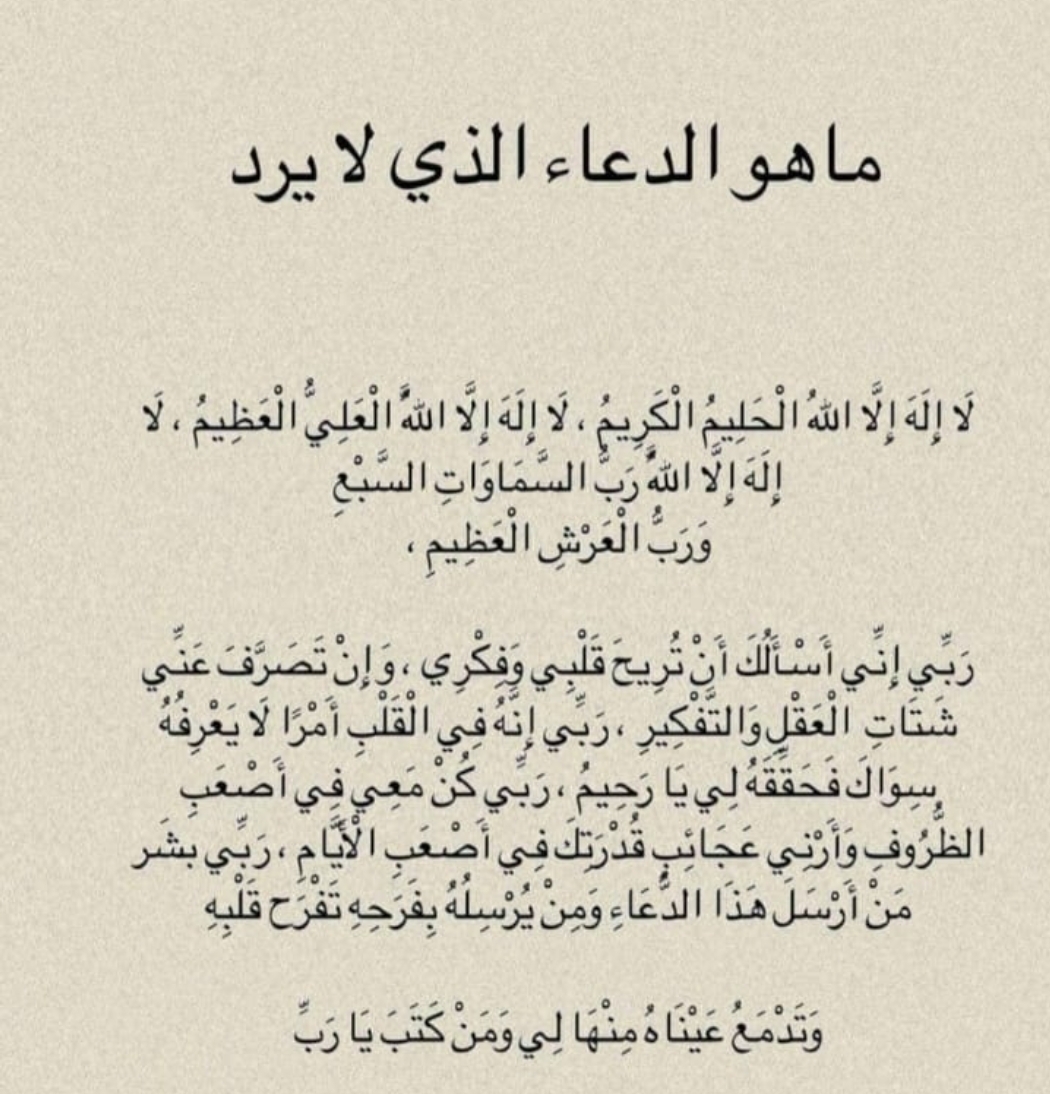 ماهو الدعاء الذي لا يرد
لَا إِلَهَ إِلَّا اللهُ الْحَلِيمُ الْكَرِيمُ ، لَا إِلَهَ إِلَّا اللهُ الْعَلِيُّ الْعَظِيمُ ، لَا
إِلَهَ إِلَّا اللهُ رَبُّ السَّمَاوَاتِ السَّبْعِ
وَرَبُّ الْعَرْشِ الْعَظِيمِ ،
رَبِّي إِنِّي أَسْأَلُكَ أَنْ تُرِيحَ قَلْبِي وَفِكْرِي ، وَإِنْ تَصَرَّفَ عَنِّي
شَتَاتِ الْعَقْلِ وَالتَّفْكِيرِ ، رَبِّي إِنَّهُ فِي الْقَلْبِ أَمْرًا لَا يَعْرِفُهُ
سِوَاكَ فَحَقِّقَهُ لِي يَا رَحِيمُ ، رَبِّي كُنْ مَعِي فِي أَصْعَبِ
الظُّرُوفِ وَأَرْنِي عَجَائِبِ قُدْرَتِكَ فِي أَصْعَبِ الْأَيَّامِ ، رَبِّي بشَر
مَنْ أَرْسَلَ هَذَا الدُّعَاءِ وَمِنْ يُرْسِلُهُ بِفَرَحِهِ تَفْرَح قَلْبِهِ
وَتَدْمَعُ عَيْنَاهُ مِنْهَا لِي وَمَنْ كَتَبَ يَا رَبِّ